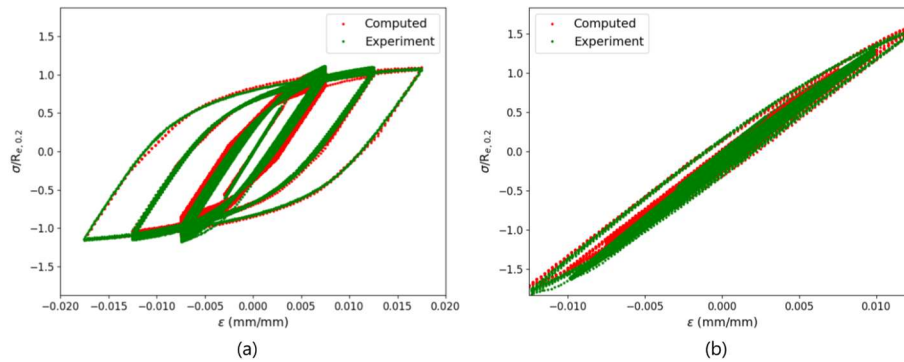 Computed
Experiment
1.5
1.0
0.5
0.0
−0.5
−1.0
−1.5
σ/Re, 0.2
−0.020 −0.015 −0.010 −0.005 0.000 0.005 0.010 0.015 0.020
ε (mm/mm)
(a)
Computed
Experiment
1.5
1.0
0.5
0.0
−0.5
−1.0
−1.5
σ/Re, 0.2
−0.010 −0.005 0.000 0.005 0.010
ε (mm/mm)
(b)